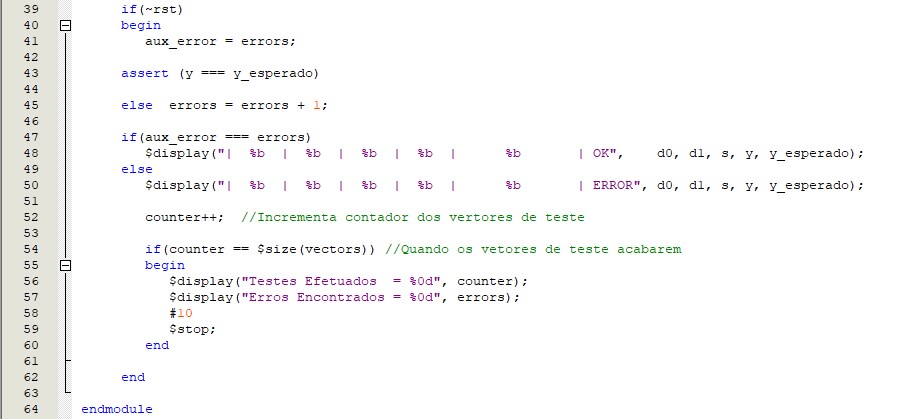 39 if(~rst)
40 begin
41 aux_error = errors;
42
43 assert (y === y_esperado)
44
45 else errors = errors + 1;
46
47 if(aux_error === errors)
48 $display("| %b | %b | %b | %b | %b | OK", d0, d1, s, y, y_esperado);
49 else
50 $display("| %b | %b | %b | %b | %b | ERROR", d0, d1, s, y, y_esperado);
51
52 counter++; //Incrementa contador dos vertores de teste
53
54 if(counter == $size(vectors)) //Quando os vetores de teste acabarem
55 begin
56 $display("Testes Efetuados = %0d", counter);
57 $display("Erros Encontrados = %0d", errors);
58 #10
59 $stop;
60 end
61
62 end
63
64 endmodule